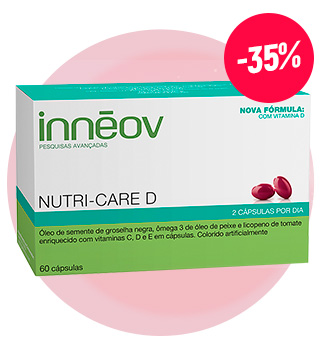 -35%
innēov
PESQUISAS AVANÇADAS
NOVA FÓRMULA:
COM VITAMINA D
NUTRI-CARE D
2 CÁPSULAS POR DIA
Óleo de semente de groselha negra, ômega 3 de óleo de peixe e licopeno de tomate
enriquecido com vitaminas C, D e E em cápsulas. Colorido artificialmente
60 cápsulas